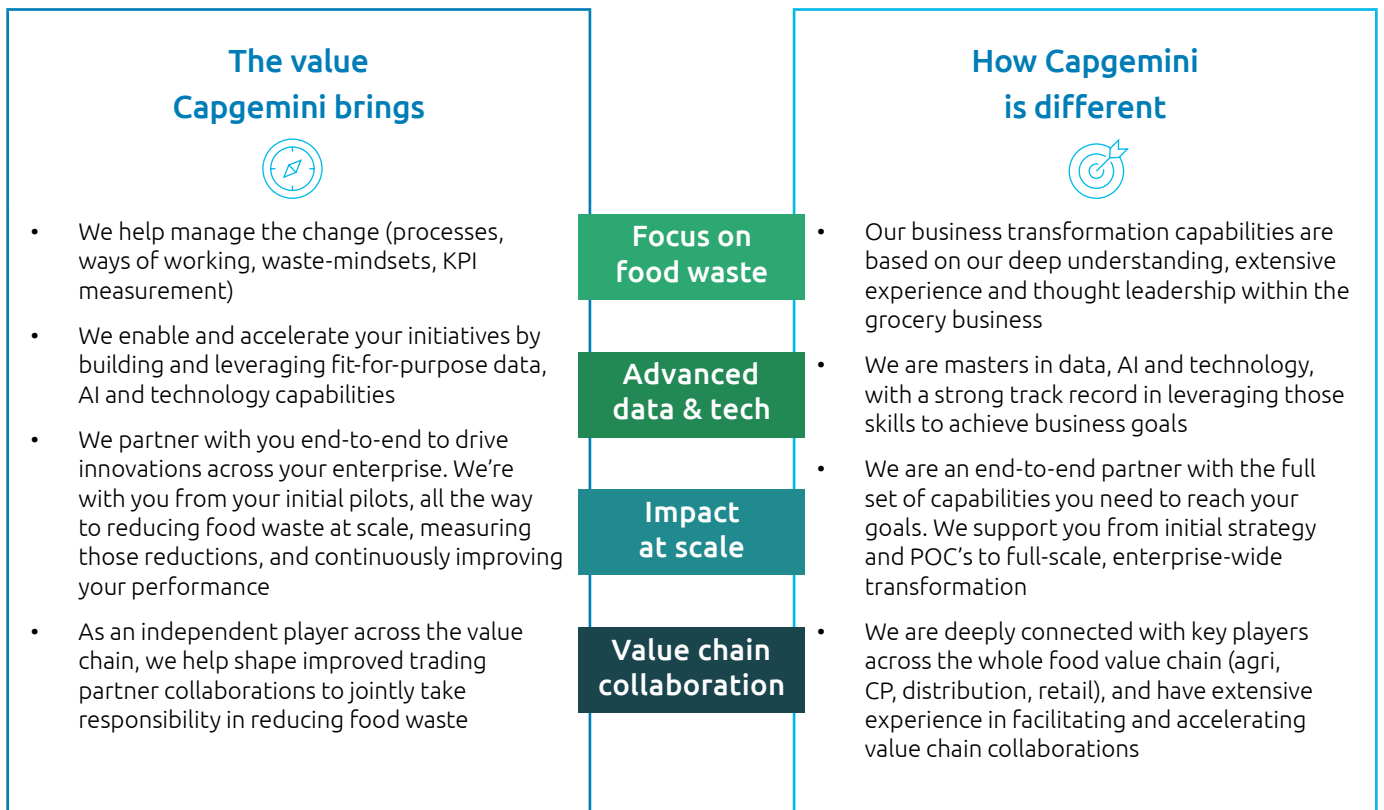 The value
Capgemini brings
• We help manage the change (processes,
ways of working, waste-mindsets, KPI
measurement)
• We enable and accelerate your initiatives by
building and leveraging fit-for-purpose data,
AI and technology capabilities
• We partner with you end-to-end to drive
innovations across your enterprise. We’re
with you from your initial pilots, all the way
to reducing food waste at scale, measuring
those reductions, and continuously improving
your performance
• As an independent player across the value
chain, we help shape improved trading
partner collaborations to jointly take
responsibility in reducing food waste
Focus on
food waste
Advanced
data & tech
Impact
at scale
Value chain
collaboration
How Capgemini
is different
• Our business transformation capabilities are
based on our deep understanding, extensive
experience and thought leadership within the
grocery business
• We are masters in data, AI and technology,
with a strong track record in leveraging those
skills to achieve business goals
• We are an end-to-end partner with the full
set of capabilities you need to reach your
goals. We support you from initial strategy
and POC’s to full-scale, enterprise-wide
transformation
• We are deeply connected with key players
across the whole food value chain (agri,
CP, distribution, retail), and have extensive
experience in facilitating and accelerating
value chain collaborations